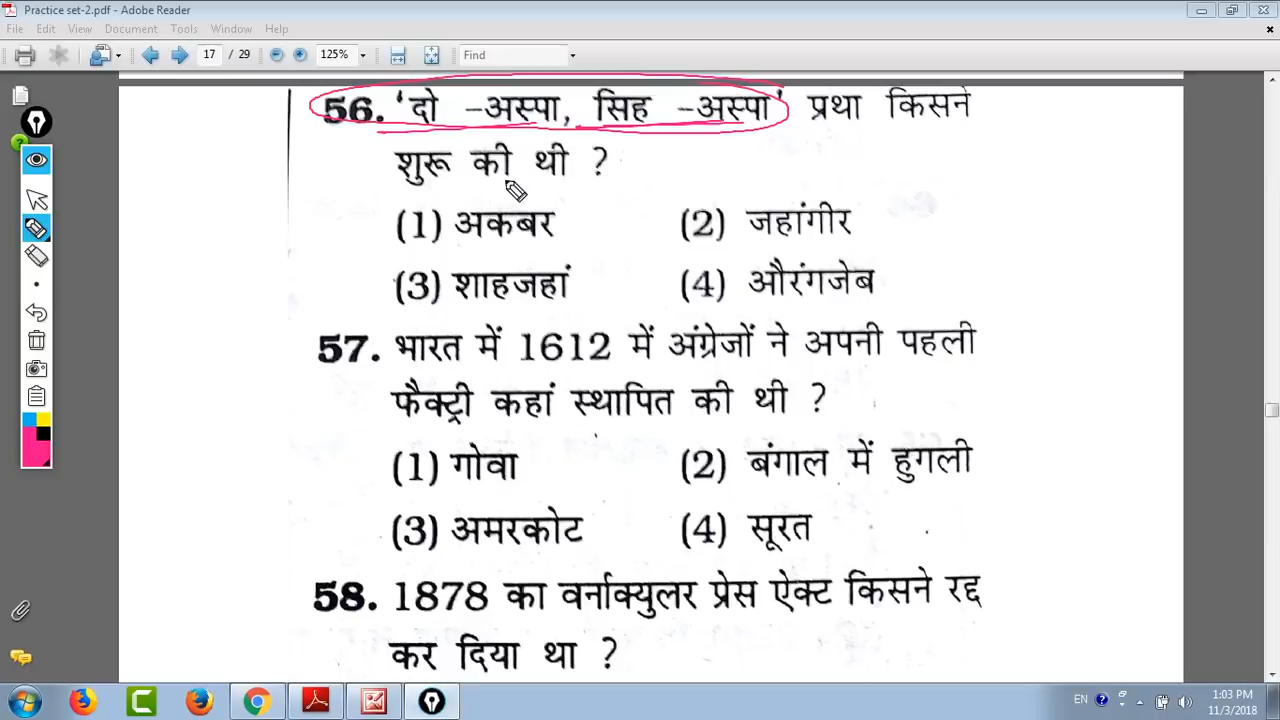 Practice set-2.pdf - Adobe Reader
File Edit View Document Tools Window Help
17 / 29 125% Find
56. 'दो -अस्पा, सिह -अस्पा' प्रथा किसने
शुरू की थी ?
(1) अकबर (2) जहांगीर
(3) शाहजहां (4) औरंगजेब
57. भारत में 1612 में अंग्रेजों ने अपनी पहली
फैक्ट्री कहां स्थापित की थी ?
(1) गोवा (2) बंगाल में हुगली
(3) अमरकोट (4) सूरत
58. 1878 का वर्नाक्युलर प्रेस ऐक्ट किसने रद्द
कर दिया था ?
EN 1:03 PM
11/3/2018